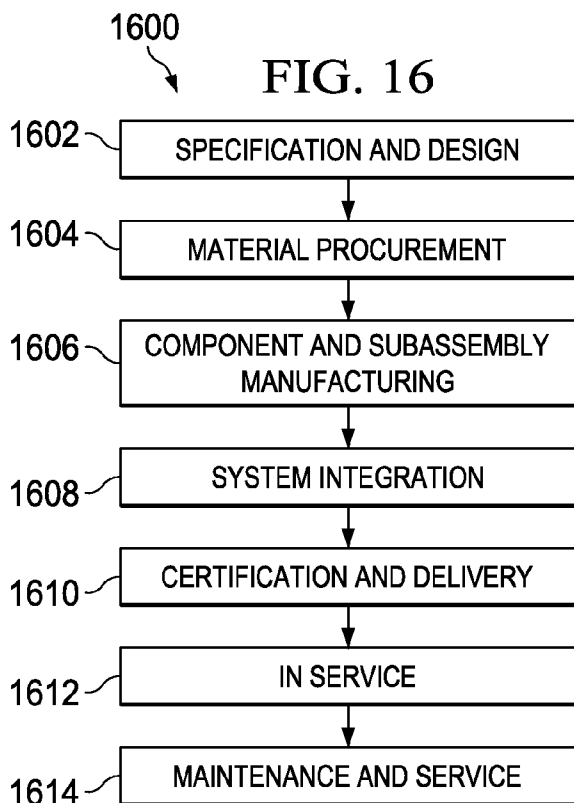 1600
FIG. 16
1602
SPECIFICATION AND DESIGN
1604
MATERIAL PROCUREMENT
1606
COMPONENT AND SUBASSEMBLY
MANUFACTURING
1608
SYSTEM INTEGRATION
1610
CERTIFICATION AND DELIVERY
1612
IN SERVICE
1614
MAINTENANCE AND SERVICE